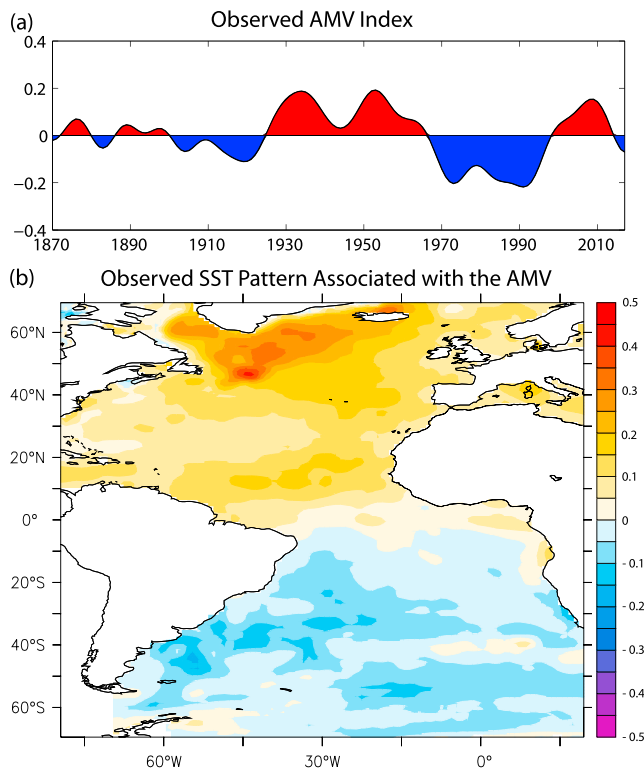 (a) Observed AMV Index
0.4
0.2
0
−0.2
−0.4
1870 1890 1910 1930 1950 1970 1990 2010
(b) Observed SST Pattern Associated with the AMV
60°N
40°N
20°N
0°
20°S
40°S
60°S
60°W 30°W 0°
0.5
0.4
0.3
0.2
0.1
0
- 0.1
- 0.2
- 0.3
- 0.4
- 0.5